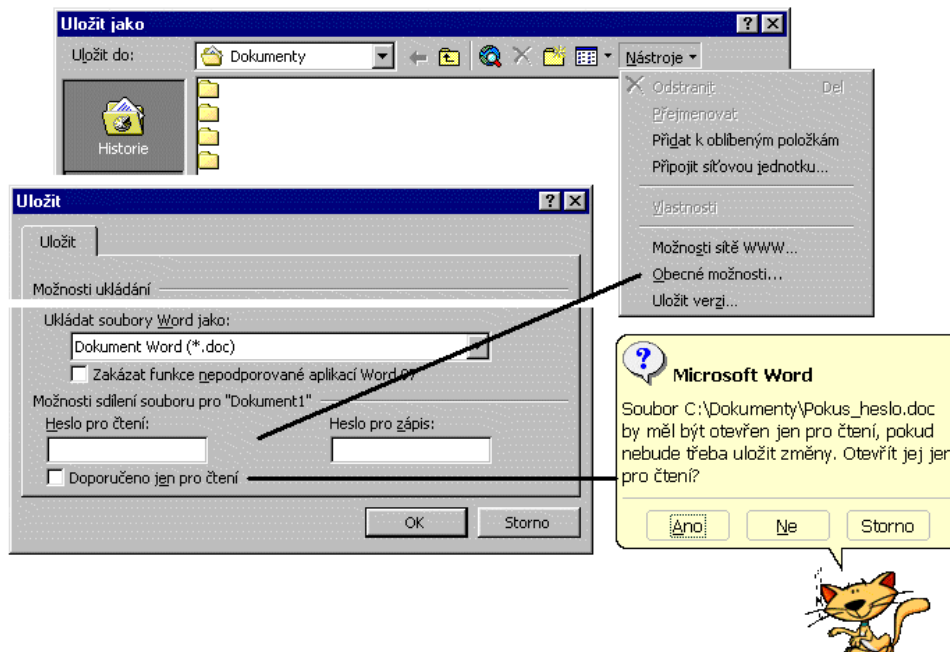 Uložit jako
Uložit do:
Dokumenty
Nástroje
Historie
Odstranit Del
Přejmenovat
Přidat k oblíbeným položkám
Připojit síťovou jednotku...
Vlastnosti
Možnosti sítě WWW...
Obecné možnosti...
Uložit verzi...
Uložit
Uložit
Možnosti ukládání
Ukládat soubory Word jako:
Dokument Word (*.doc)
Zakázat funkce nepodporované aplikací Word 97
Možnosti sdílení souboru pro "Dokument1"
Heslo pro čtení: Heslo pro zápis:
Doporučeno jen pro čtení
OK Storno
Microsoft Word
Soubor C:\Dokumenty\Pokus_heslo.doc
by měl být otevřen jen pro čtení, pokud
nebude třeba uložit změny. Otevřít jej jen
pro čtení?
Ano Ne Storno